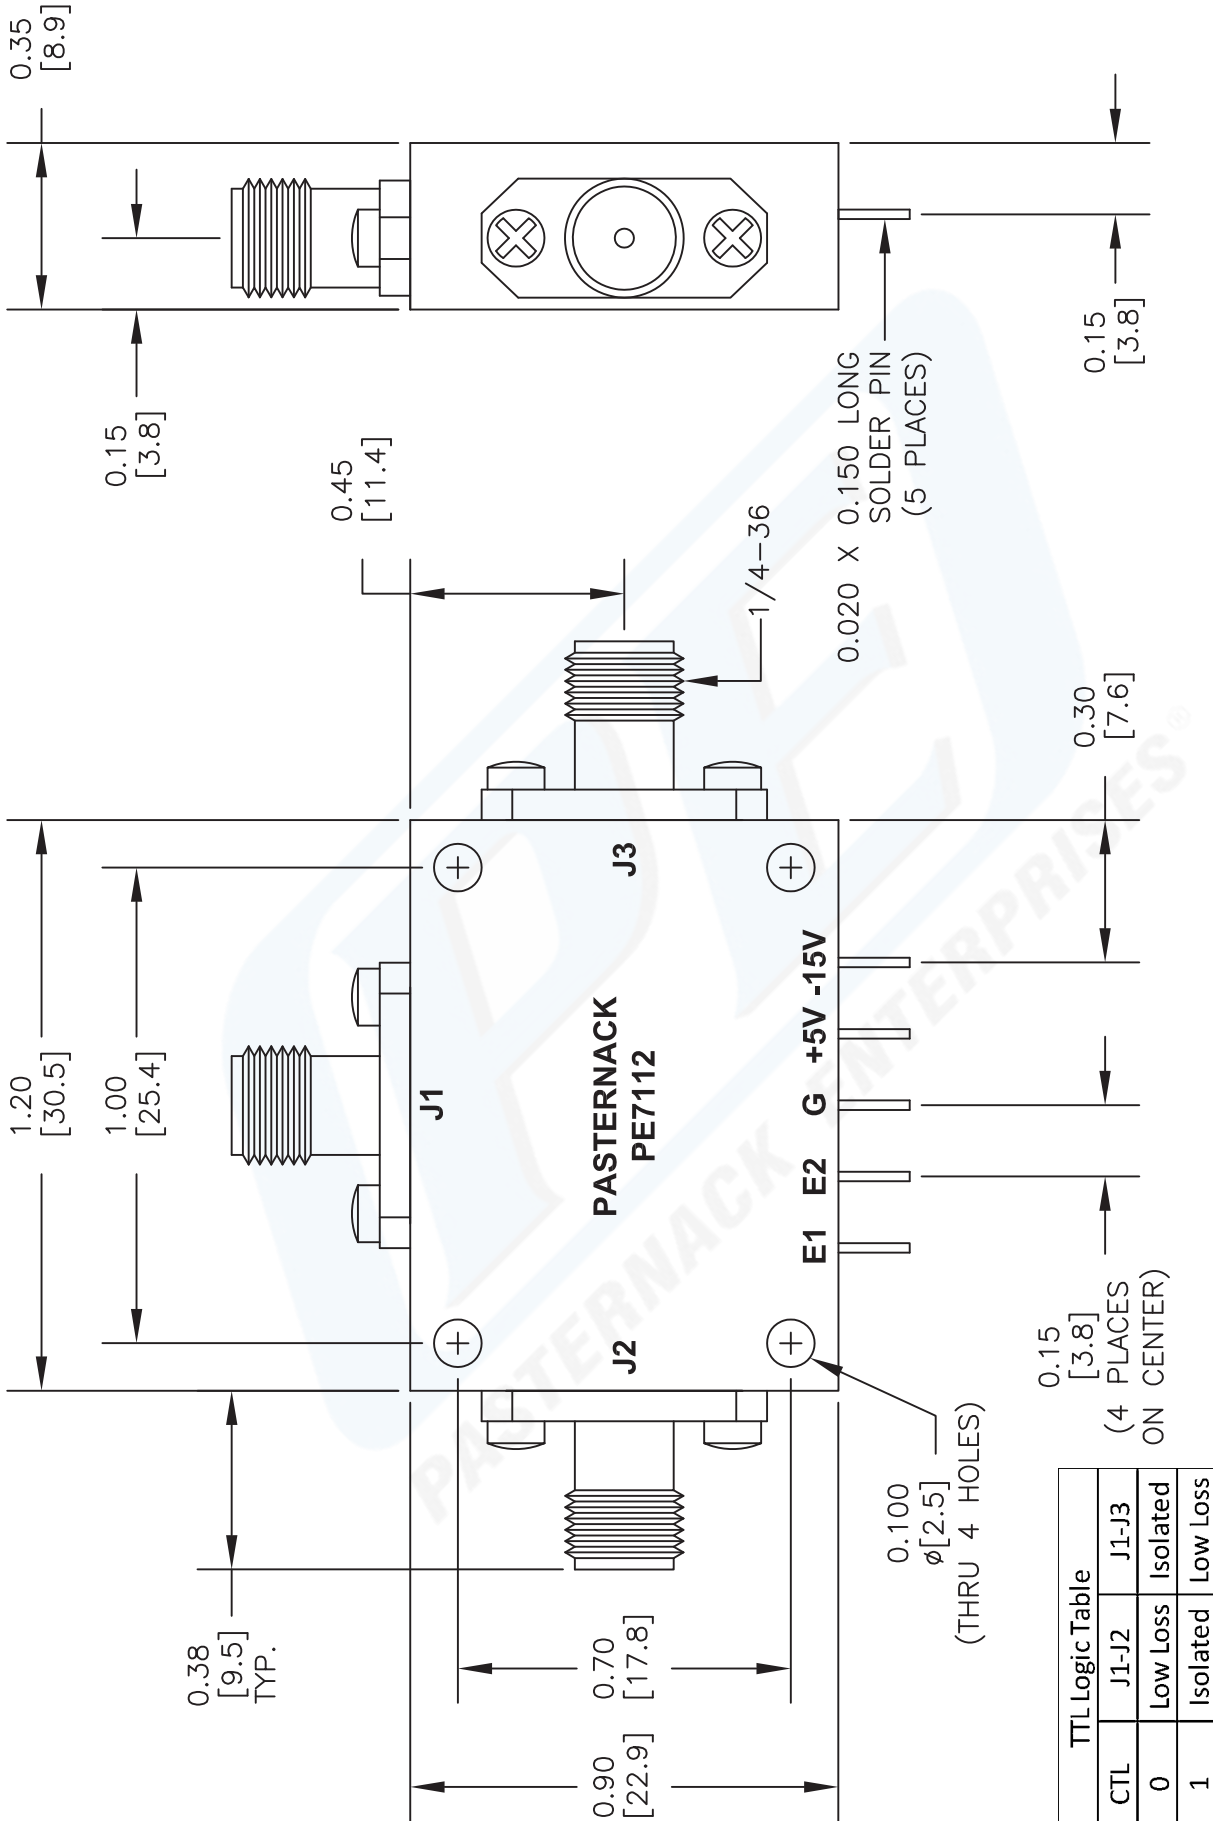 0.38
[9.5]
TYP.
1.20
[30.5]
1.00
[25.4]
0.15
[3.8]
0.35
[8.9]
0.45
[11.4]
J1
J2
J3
PASTERNACK
PE7112
E1 E2 G +5V -15V
1/4-36
0.90
[22.9]
0.70
[17.8]
0.100
ø[2.5]
(THRU 4 HOLES)
0.15
[3.8]
(4 PLACES
ON CENTER)
0.30
[7.6]
0.020 X 0.150 LONG
SOLDER PIN
(5 PLACES)
0.15
[3.8]
TTL Logic Table
CTL J1-J2 J1-J3
0 Low Loss Isolated
1 Isolated Low Loss
PE
PASTERNACK ENTERPRISES®